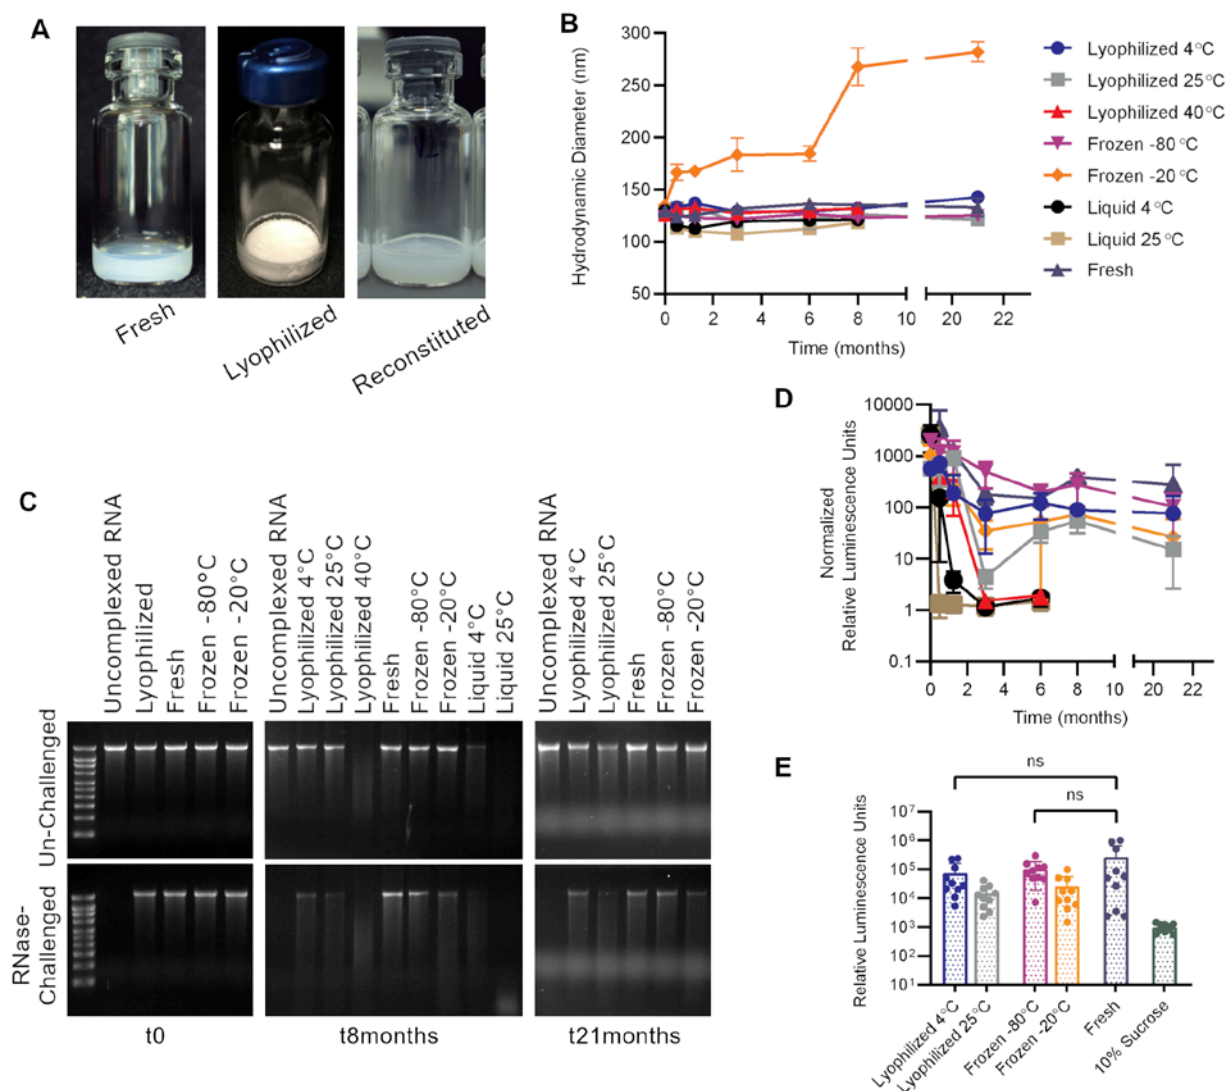 A
Fresh
Lyophilized
Reconstituted
B
Hydrodynamic Diameter (nm)
300
250
200
150
100
50
0 2 4 6 8 10 20 22
Time (months)
Lyophilized 4°C
Lyophilized 25°C
Lyophilized 40°C
Frozen -80°C
Frozen -20°C
Liquid 4°C
Liquid 25°C
Fresh
C
Uncomplexed RNA
Lyophilized
Fresh
Frozen -80°C
Frozen -20°C
Uncomplexed RNA
Lyophilized 4°C
Lyophilized 25°C
Lyophilized 40°C
Fresh
Frozen -80°C
Frozen -20°C
Liquid 4°C
Liquid 25°C
Uncomplexed RNA
Lyophilized 4°C
Lyophilized 25°C
Fresh
Frozen -80°C
Frozen -20°C
Un-Challenged
RNase-
Challenged
t0
t8months
t21months
D
Normalized
Relative Luminescence Units
10000
1000
100
10
1
0.1
0 2 4 6 8 10 20 22
Time (months)
E
Relative Luminescence Units
10⁷
10⁶
10⁵
10⁴
10³
10²
10¹
ns
ns
Lyophilized 4°C
Lyophilized 25°C
Frozen -80°C
Frozen -20°C
Fresh
10% Sucrose